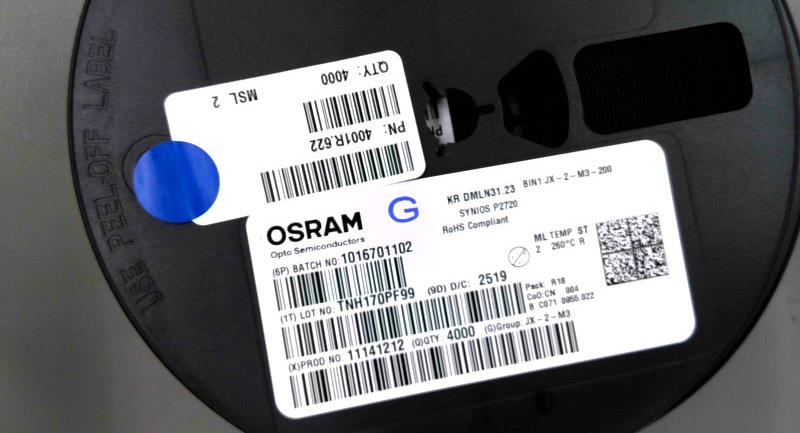 USE PEEL-OFF LABEL
QTY: 4000
MSL 2
PN: 4001R.622
OSRAM
Opto Semiconductors
G
KR DMLN31.23 BIN1:JX-2-M3-200
SYNIOS P2720
RoHS Compliant
ML TEMP ST
2 260°C R
(6P) BATCH NO: 1016701102
(1T) LOT NO: TNH170PF99 (9D) D/C: 2519
Pack: R18
CoO:CN 004
B C071 0955.022
(X)PROD NO: 11141212 (Q)QTY: 4000 (G)Group: JX-2-M3